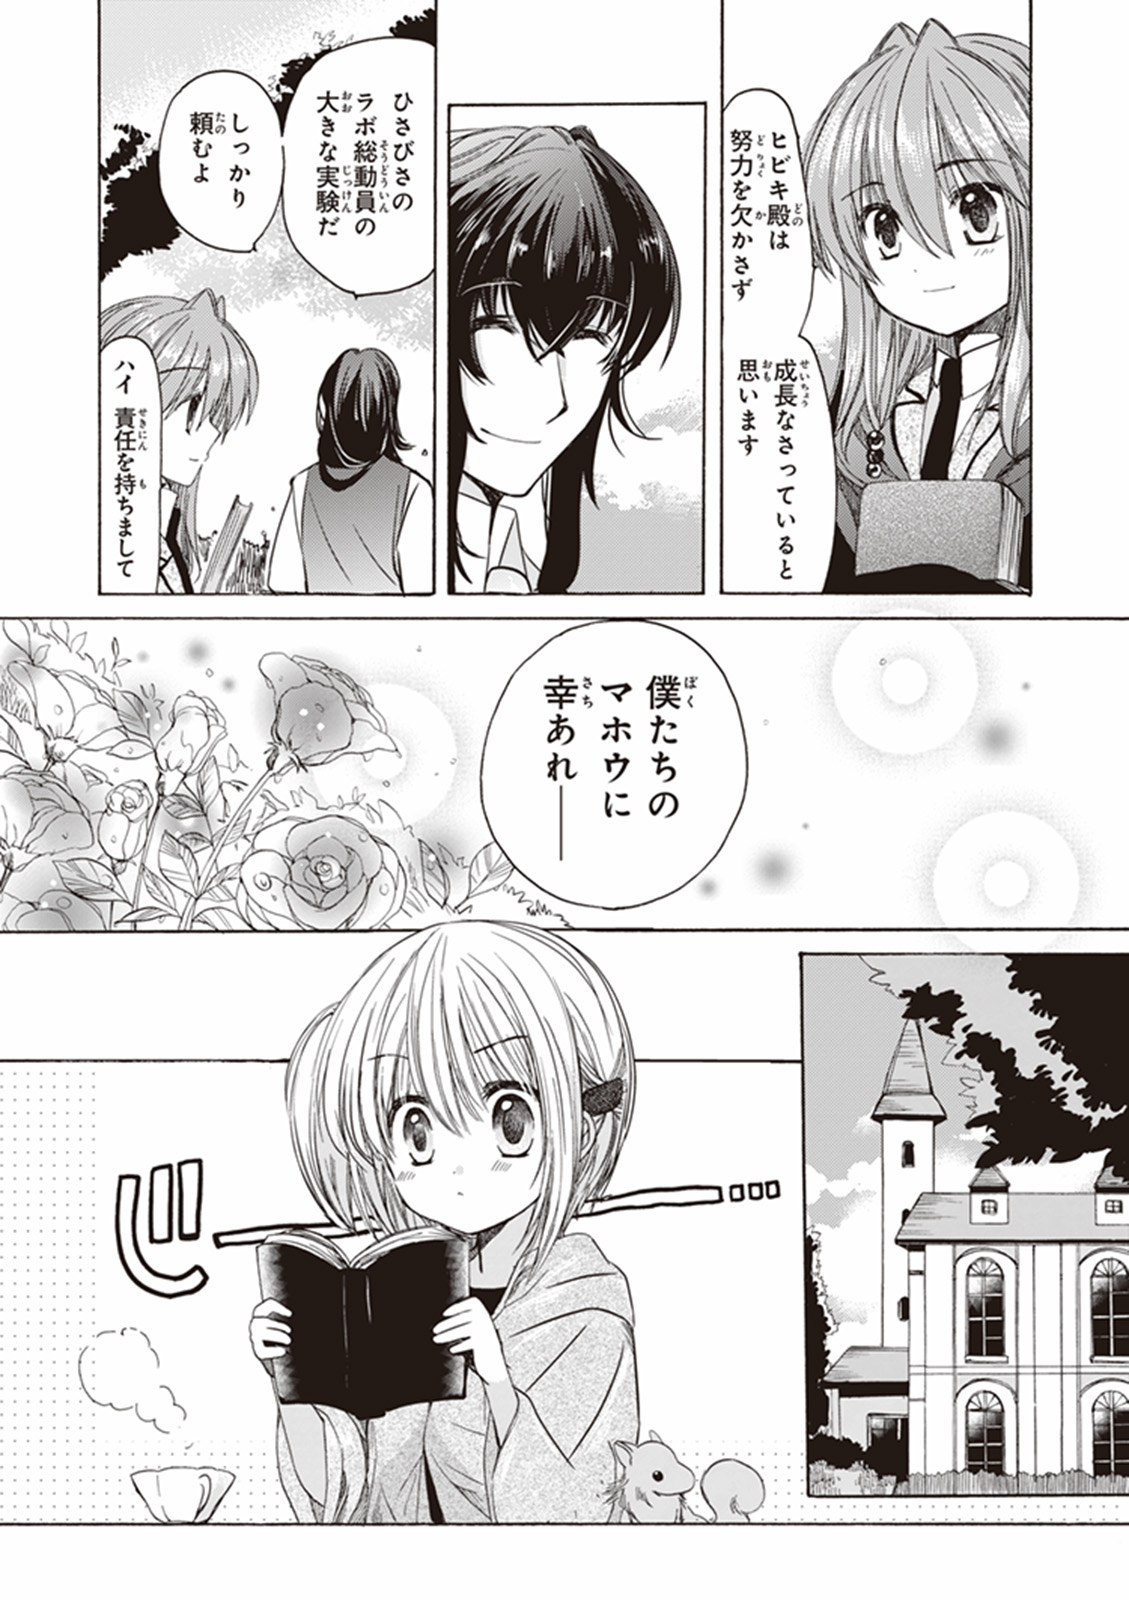 ヒビキ殿は
努力を欠かさず
成長なさっていると
思います
ひさびさの
ラボ総動員の
大きな実験だ
しっかり
頼むよ
ハイ 責任を持ちまして
僕たちの
マホウに
幸あれ──
ジー…